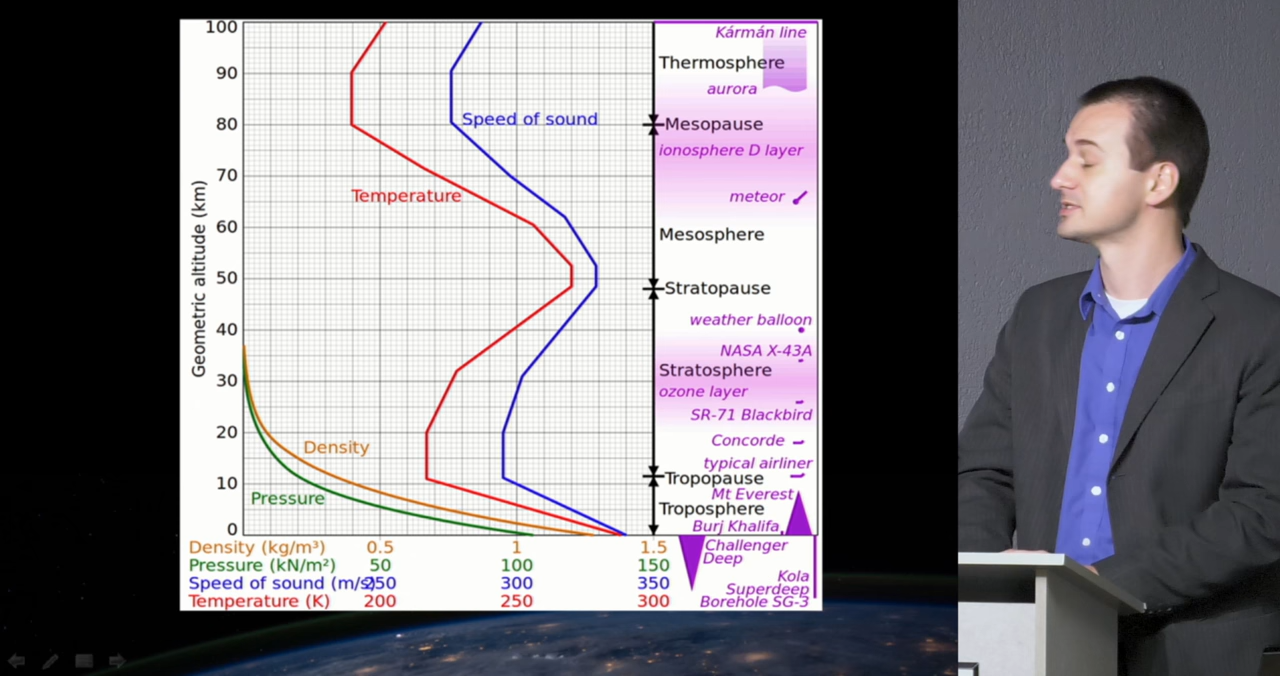 100
90
80
70
60
50
40
30
20
10
0
Geometric altitude (km)
Speed of sound
Temperature
Density
Pressure
Kármán line
Thermosphere
aurora
Mesopause
ionosphere D layer
meteor
Mesosphere
Stratopause
weather balloon
NASA X-43A
Stratosphere
ozone layer
SR-71 Blackbird
Concorde
typical airliner
Tropopause
Mt Everest
Troposphere
Burj Khalifa
Challenger
Deep
Kola
Superdeep
Borehole SG-3
Density (kg/m³) 0.5 1 1.5
Pressure (kN/m²) 50 100 150
Speed of sound (m/s) 250 300 350
Temperature (K) 200 250 300